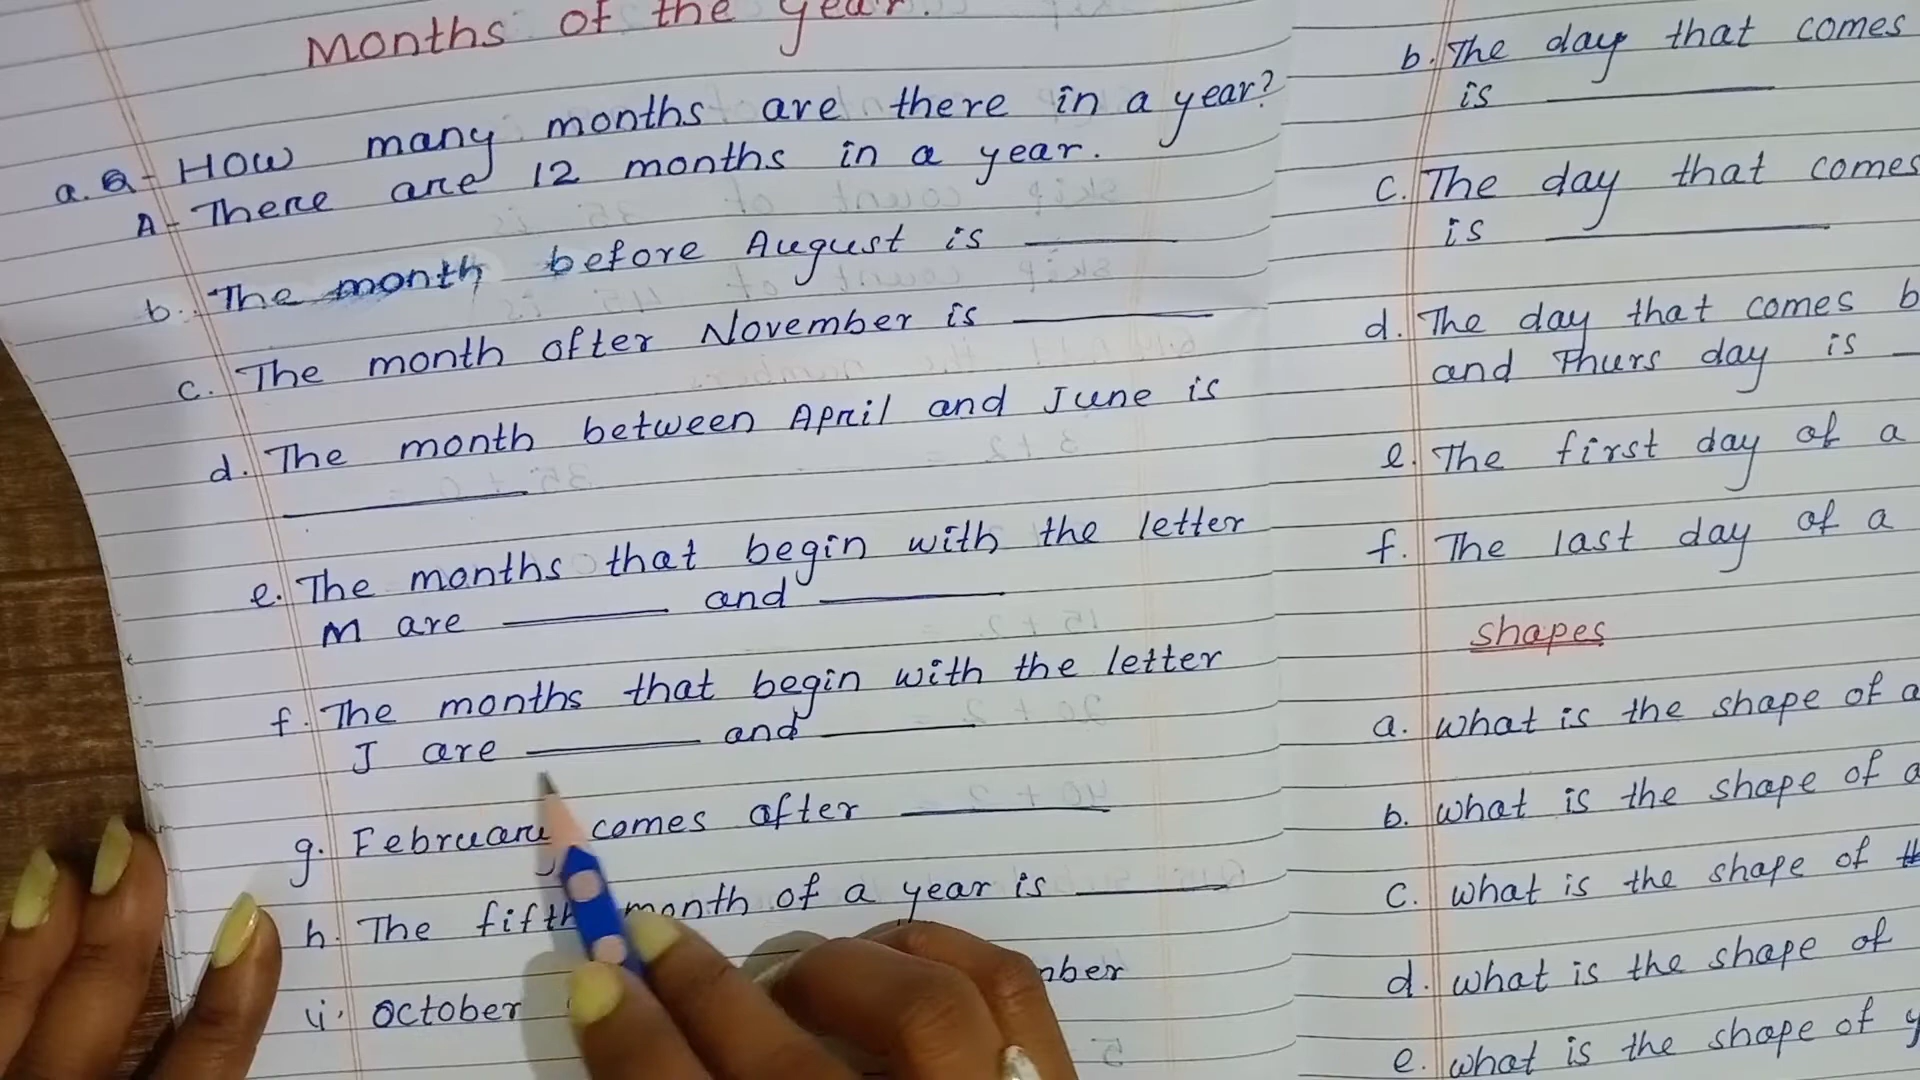 Months of the year.
a. Q- How many months are there in a year?
A- There are 12 months in a year.
b. The month before August is
c. The month after November is
d. The month between April and June is
e. The months that begin with the letter
M are and
f. The months that begin with the letter
J are and
g. February comes after
h. The fifth month of a year is
i. October
b. The day that comes
is
c. The day that comes
is
d. The day that comes
and Thurs day is
e. The first day of a
f. The last day of a
Shapes
a. What is the shape of
b. What is the shape of
c. What is the shape of
d. What is the shape of
e. What is the shape of